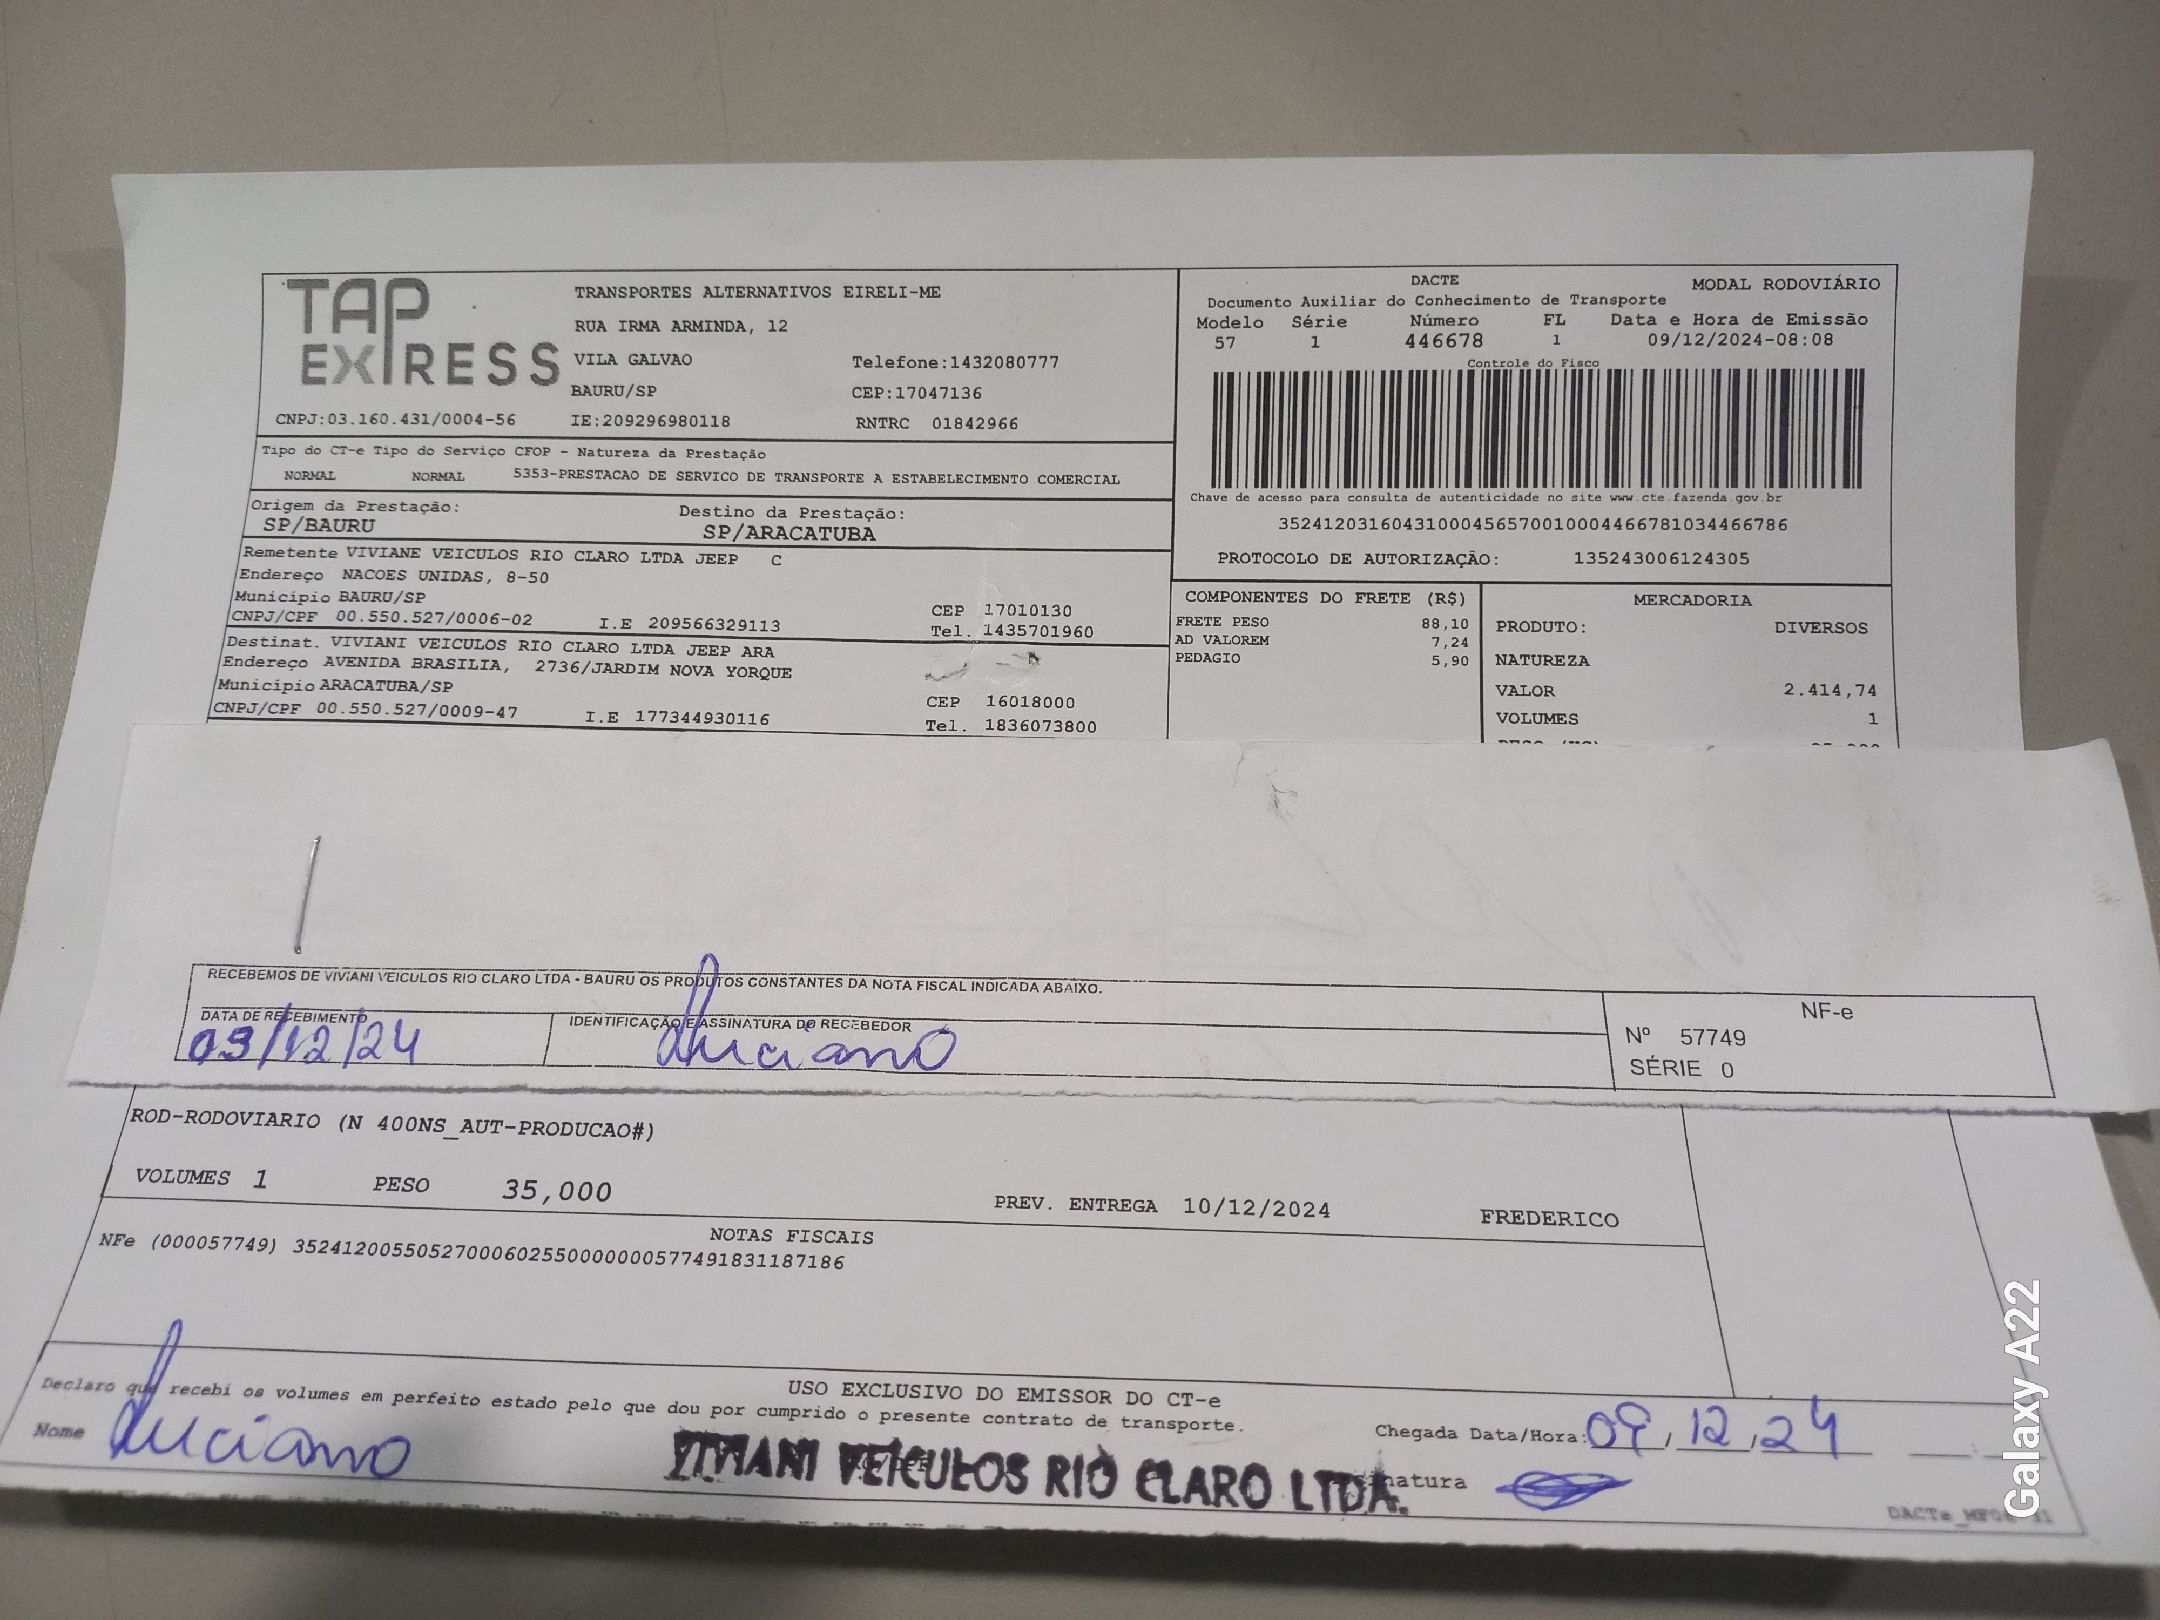 TAP EXPRESS
CNPJ:03.160.431/0004-56
TRANSPORTES ALTERNATIVOS EIRELI-ME
RUA IRMA ARMINDA, 12
VILA GALVAO Telefone:1432080777
BAURU/SP CEP:17047136
IE:209296980118 RNTRC 01842966
DACTE MODAL RODOVIÁRIO
Documento Auxiliar do Conhecimento de Transporte
Modelo Série Número FL Data e Hora de Emissão
57 1 446678 1 09/12/2024-08:08
Controle do Fisco
Chave de acesso para consulta de autenticidade no site www.cte.fazenda.gov.br
35241203160431000456570010004466781034466786
PROTOCOLO DE AUTORIZAÇÃO: 135243006124305
Tipo do CT-e Tipo do Serviço CFOP - Natureza da Prestação
NORMAL NORMAL 5353-PRESTACAO DE SERVICO DE TRANSPORTE A ESTABELECIMENTO COMERCIAL
Origem da Prestação: Destino da Prestação:
SP/BAURU SP/ARACATUBA
Remetente VIVIANE VEICULOS RIO CLARO LTDA JEEP C
Endereço NACOES UNIDAS, 8-50
Município BAURU/SP CEP 17010130
CNPJ/CPF 00.550.527/0006-02 I.E 209566329113 Tel. 1435701960
Destinat. VIVIANI VEICULOS RIO CLARO LTDA JEEP ARA
Endereço AVENIDA BRASILIA, 2736/JARDIM NOVA YORQUE
Município ARACATUBA/SP CEP 16018000
CNPJ/CPF 00.550.527/0009-47 I.E 177344930116 Tel. 1836073800
COMPONENTES DO FRETE (R$)
FRETE PESO 88,10
AD VALOREM 7,24
PEDAGIO 5,90
MERCADORIA
PRODUTO: DIVERSOS
NATUREZA
VALOR 2.414,74
VOLUMES 1
RECEBEMOS DE VIVIANI VEICULOS RIO CLARO LTDA - BAURU OS PRODUTOS CONSTANTES DA NOTA FISCAL INDICADA ABAIXO.
DATA DE RECEBIMENTO IDENTIFICAÇÃO E ASSINATURA DO RECEBEDOR
09/12/24 Luciano
NF-e
Nº 57749
SÉRIE 0
ROD-RODOVIARIO (N 400NS_AUT-PRODUCAO#)
VOLUMES 1 PESO 35,000 PREV. ENTREGA 10/12/2024 FREDERICO
NOTAS FISCAIS
NFe (000057749) 35241200550527000602550000000577491831187186
USO EXCLUSIVO DO EMISSOR DO CT-e
Declaro que recebi os volumes em perfeito estado pelo que dou por cumprido o presente contrato de transporte.
Nome Luciano
Chegada Data/Hora: 09,12,24
VIVIANI VEÍCULOS RIO CLARO LTDA.
Galaxy A22